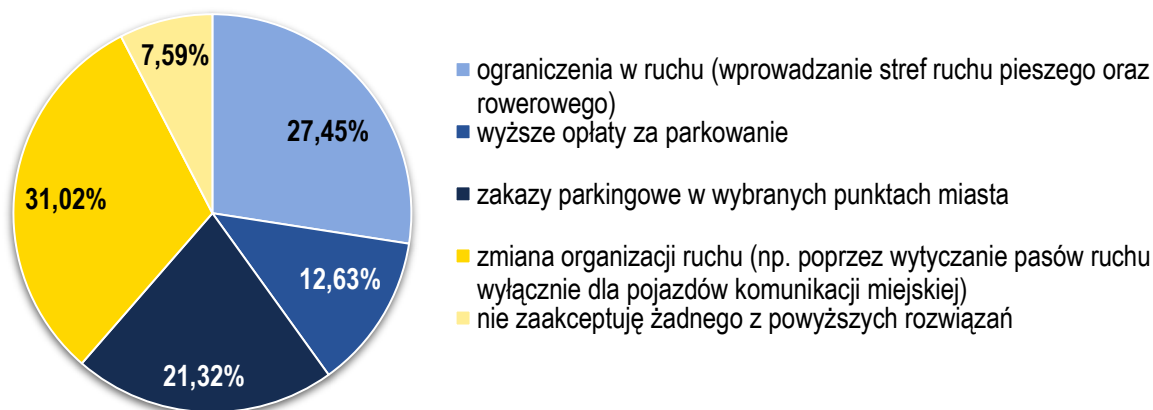 7,59%
27,45%
31,02%
12,63%
21,32%
ograniczenia w ruchu (wprowadzanie stref ruchu pieszego oraz
rowerowego)
wyższe opłaty za parkowanie
zakazy parkingowe w wybranych punktach miasta
zmiana organizacji ruchu (np. poprzez wytyczanie pasów ruchu
wyłącznie dla pojazdów komunikacji miejskiej)
nie zaakceptuję żadnego z powyższych rozwiązań